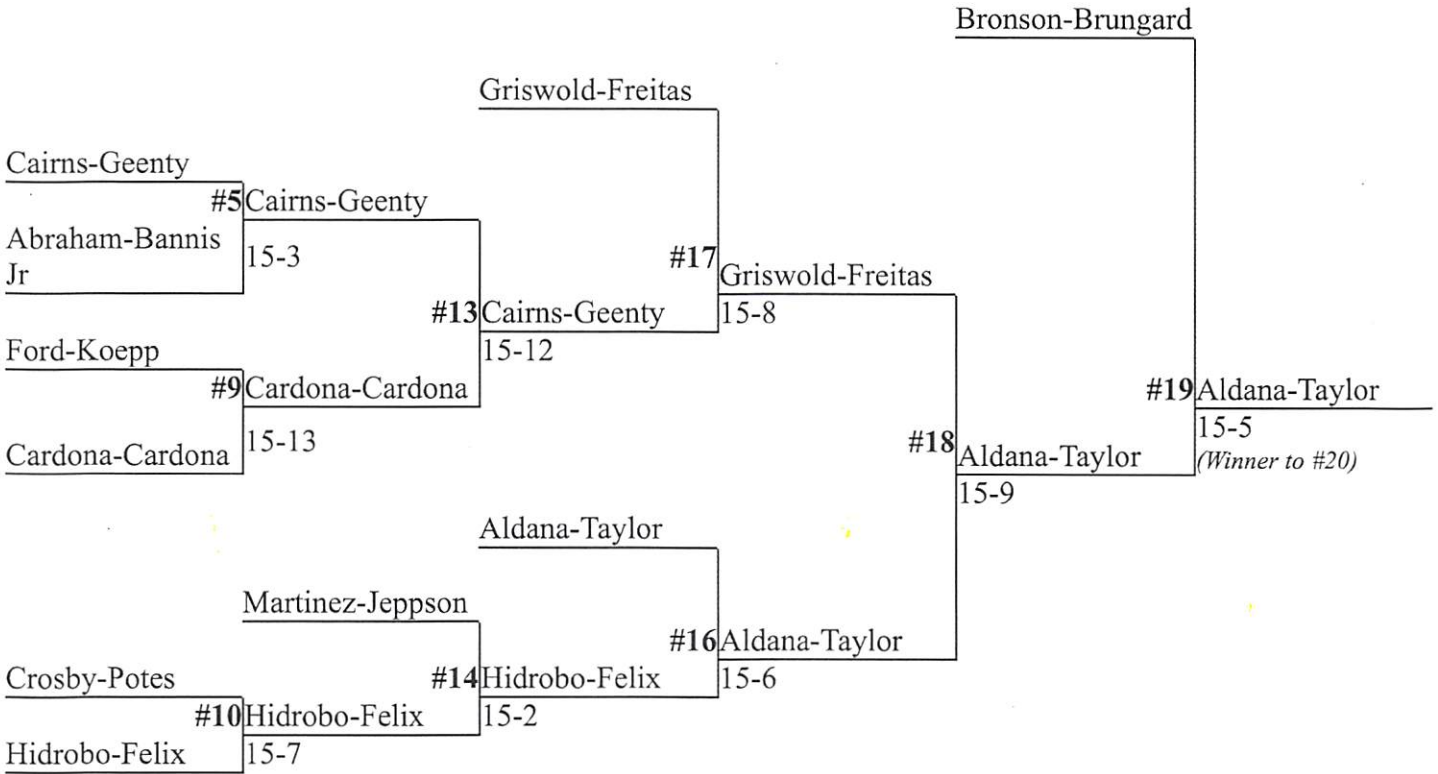 Bronson-Brungard
Griswold-Freitas
Cairns-Geenty
#5 Cairns-Geenty
Abraham-Bannis
Jr
15-3
#17
Griswold-Freitas
#13 Cairns-Geenty
15-8
15-12
Ford-Koepp
#9 Cardona-Cardona
#19 Aldana-Taylor
15-5
15-13
#18
Cardona-Cardona
Aldana-Taylor
(Winner to #20)
15-9
Aldana-Taylor
Martinez-Jeppson
#16 Aldana-Taylor
Crosby-Potes
#14 Hidrobo-Felix
15-6
#10 Hidrobo-Felix
15-2
Hidrobo-Felix
15-7